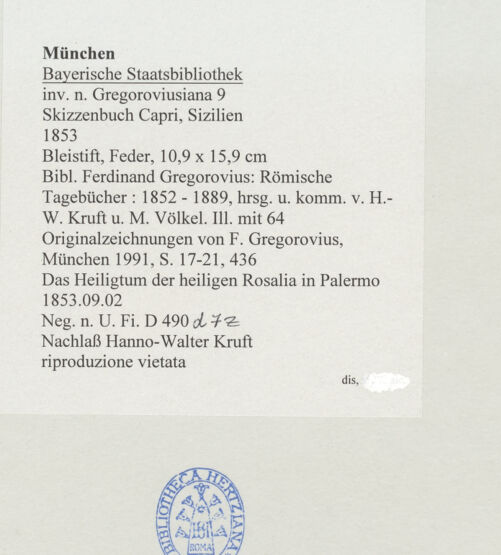 München
Bayerische Staatsbibliothek
inv. n. Gregoroviusiana 9
Skizzenbuch Capri, Sizilien
1853
Bleistift, Feder, 10,9 x 15,9 cm
Bibl. Ferdinand Gregorovius: Römische
Tagebücher : 1852 - 1889, hrsg. u. komm. v. H.-
W. Kruft u. M. Völkel. Ill. mit 64
Originalzeichnungen von F. Gregorovius,
München 1991, S. 17-21, 436
Das Heiligtum der heiligen Rosalia in Palermo
1853.09.02
Neg. n. U. Fi. D 490 d 7 z
Nachlaß Hanno-Walter Kruft
riproduzione vietata
dis,
BIBLIOTHECA HERTZIANA
ROMA